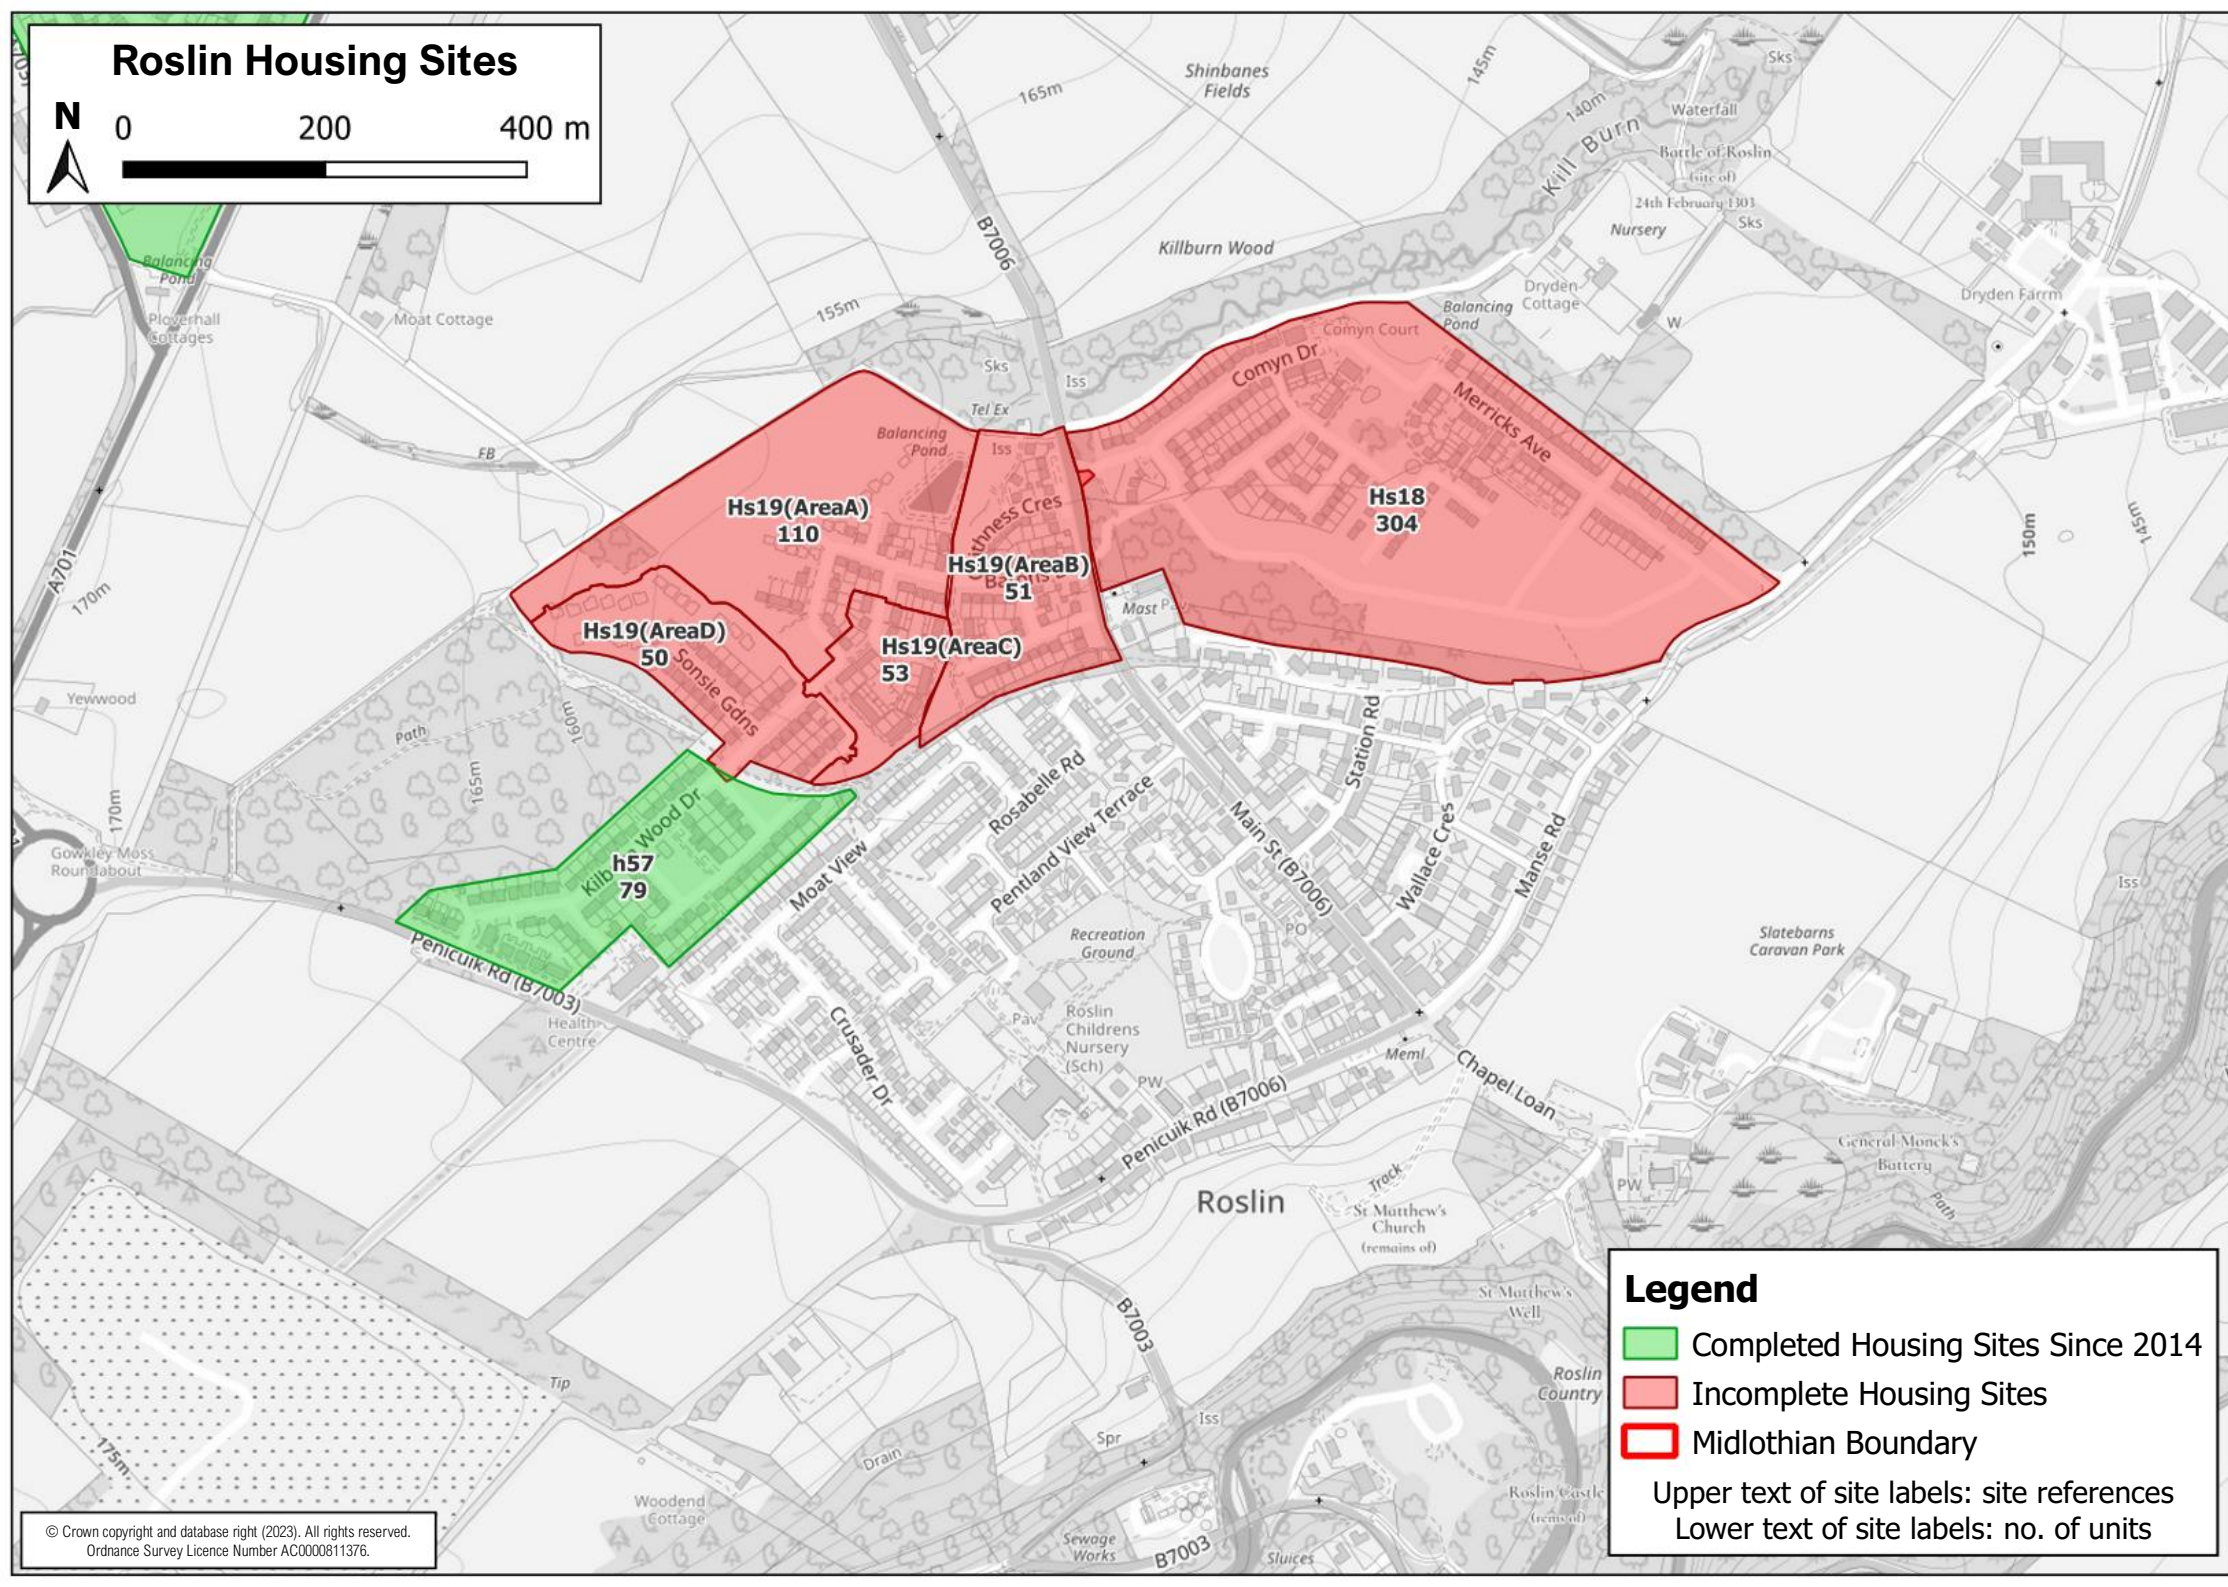 Roslin Housing Sites
N
0 200 400 m
Shinbanes
Fields
165m
145m
140m
Sks
Waterfall
Kill Burn
Battle of Roslin
(site of)
24th February 1303
Sks
Nursery
Killburn Wood
B7006
Balancing
Pond
Ploverhall
Cottages
Moat Cottage
155m
Dryden
Cottage
Balancing
Pond
W
Dryden Farm
Comyn Court
Comyn Dr
Merricks Ave
Sks
Iss
Tel Ex
Balancing
Pond
Iss
FB
Hs19(AreaA)
110
Hs18
304
Hs19(AreaB)
51
Hs19(AreaD)
50
Hs19(AreaC)
53
Sonsie Gdns
Mast
A701
170m
150m
145m
Yewwood
Path
160m
165m
170m
Gowkley Moss
Roundabout
h57
79
Penicuik Rd (B7003)
Health
Centre
Moat View
Rosabelle Rd
Pentland View Terrace
Station Rd
Main St (B7006)
Wallace Cres
Manse Rd
Iss
PO
Recreation
Ground
Slatebarns
Caravan Park
Crusader Dr
Pav
Roslin
Childrens
Nursery
(Sch)
PW
Meml
Chapel Loan
Penicuik Rd (B7006)
General Monck's
Battery
PW
Path
Track
Roslin
St Matthew's
Church
(remains of)
St Matthew's
Well
B7003
Roslin
Country
Tip
175m
Drain
Iss
Spr
Woodend
Cottage
Sewage
Works
B7003
Sluices
Roslin Castle
Legend
Completed Housing Sites Since 2014
Incomplete Housing Sites
Midlothian Boundary
Upper text of site labels: site references
Lower text of site labels: no. of units
© Crown copyright and database right (2023). All rights reserved.
Ordnance Survey Licence Number AC0000811376.